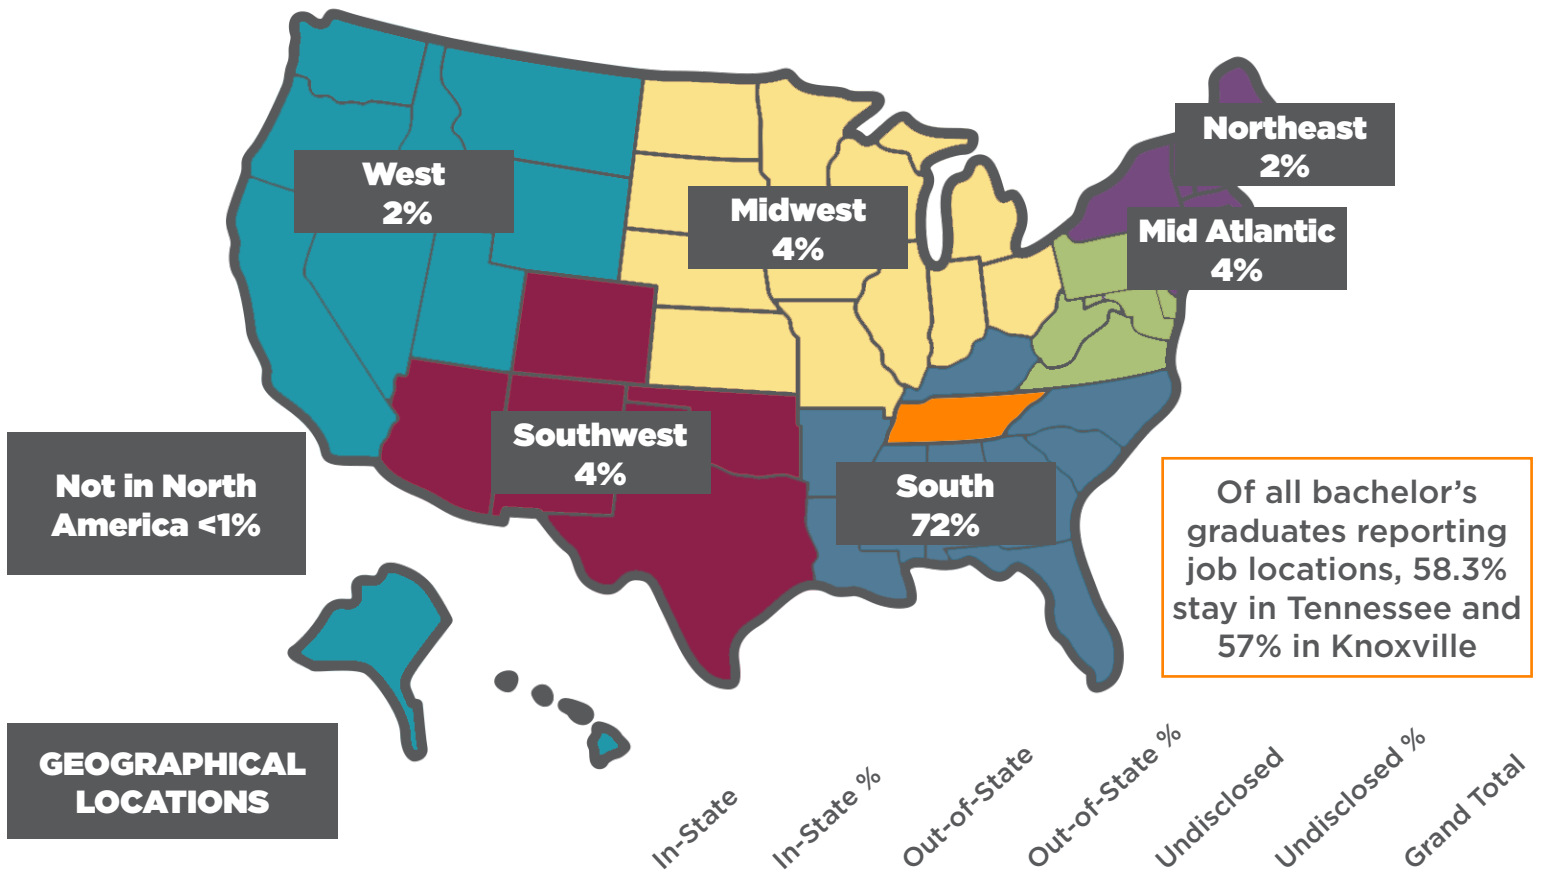 Northeast
2%
West
2%
Midwest
4%
Mid Atlantic
4%
Southwest
4%
Not in North
America <1%
South
72%
Of all bachelor’s
graduates reporting
job locations, 58.3%
stay in Tennessee and
57% in Knoxville
GEOGRAPHICAL
LOCATIONS
In-State
In-State %
Out-of-State
Out-of-State %
Undisclosed
Undisclosed %
Grand Total